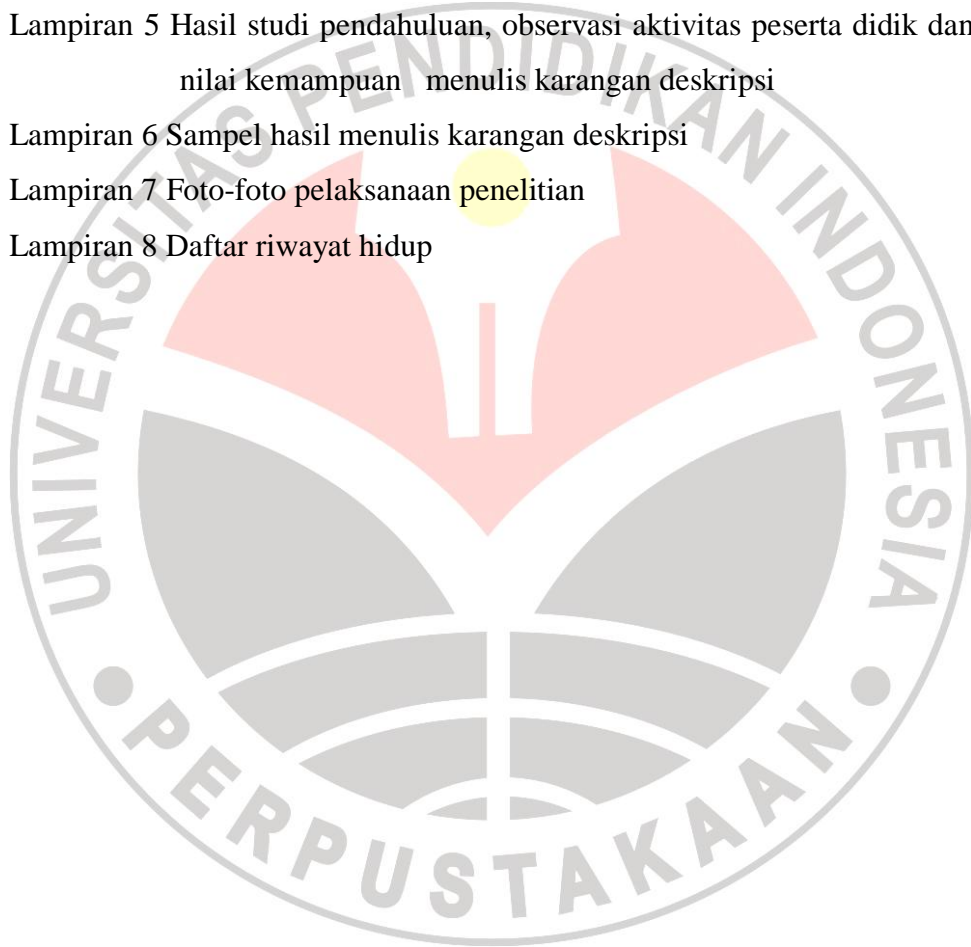 Lampiran 5 Hasil studi pendahuluan, observasi aktivitas peserta didik dan
nilai kemampuan menulis karangan deskripsi
Lampiran 6 Sampel hasil menulis karangan deskripsi
Lampiran 7 Foto-foto pelaksanaan penelitian
Lampiran 8 Daftar riwayat hidup
UNIVERSITAS PENDIDIKAN INDONESIA
PERPUSTAKAAN